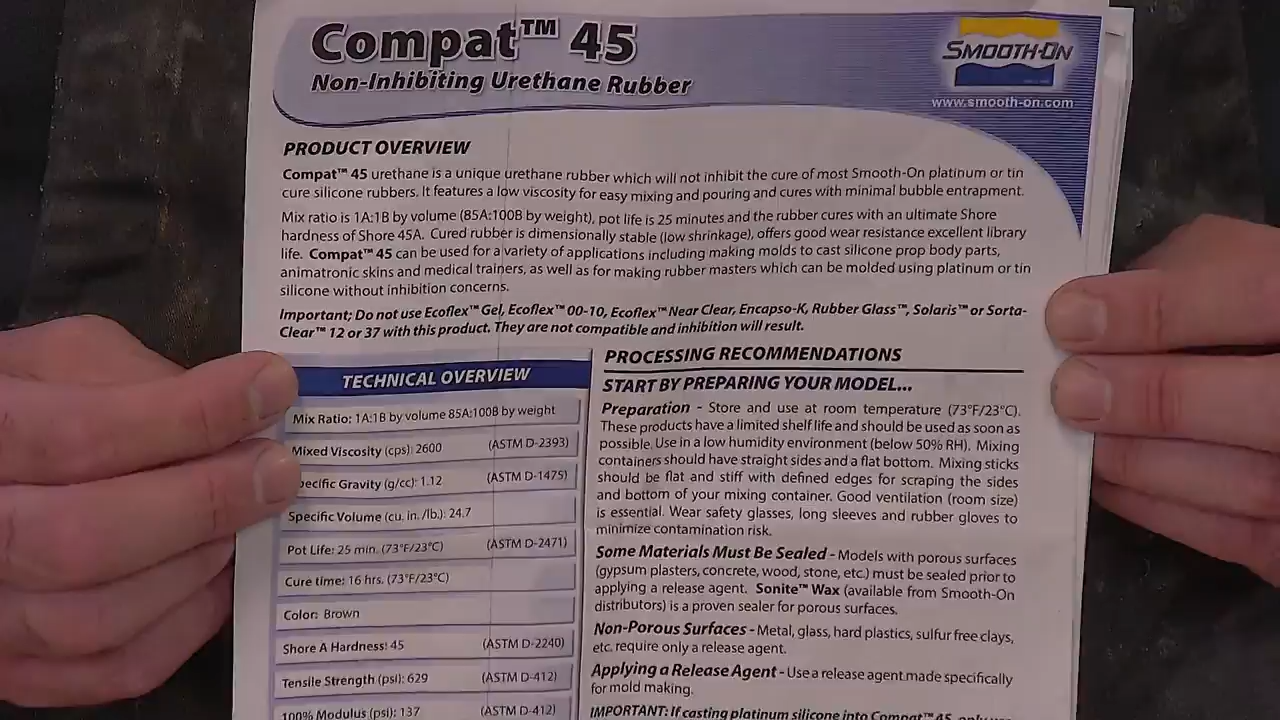 Compat™ 45
Non-Inhibiting Urethane Rubber
SMOOTH-ON
www.smooth-on.com
PRODUCT OVERVIEW
Compat™ 45 urethane is a unique urethane rubber which will not inhibit the cure of most Smooth-On platinum or tin
cure silicone rubbers. It features a low viscosity for easy mixing and pouring and cures with minimal bubble entrapment.
Mix ratio is 1A:1B by volume (85A:100B by weight), pot life is 25 minutes and the rubber cures with an ultimate Shore
hardness of Shore 45A. Cured rubber is dimensionally stable (low shrinkage), offers good wear resistance excellent library
life. Compat™ 45 can be used for a variety of applications including making molds to cast silicone prop body parts,
animatronic skins and medical trainers, as well as for making rubber masters which can be molded using platinum or tin
silicone without inhibition concerns.
Important; Do not use Ecoflex™ Gel, Ecoflex™ 00-10, Ecoflex™ Near Clear, Encapso-K, Rubber Glass™, Solaris™ or Sorta-
Clear™ 12 or 37 with this product. They are not compatible and inhibition will result.
TECHNICAL OVERVIEW
Mix Ratio: 1A:1B by volume 85A:100B by weight
Mixed Viscosity (cps): 2600 (ASTM D-2393)
pecific Gravity (g/cc): 1.12 (ASTM D-1475)
Specific Volume (cu. in./lb.): 24.7
Pot Life: 25 min. (73°F/23°C) (ASTM D-2471)
Cure time: 16 hrs. (73°F/23°C)
Color: Brown
Shore A Hardness: 45 (ASTM D-2240)
Tensile Strength (psi): 629 (ASTM D-412)
100% Modulus (psi): 137 (ASTM D-412)
PROCESSING RECOMMENDATIONS
START BY PREPARING YOUR MODEL...
Preparation - Store and use at room temperature (73°F/23°C).
These products have a limited shelf life and should be used as soon as
possible. Use in a low humidity environment (below 50% RH). Mixing
containers should have straight sides and a flat bottom. Mixing sticks
should be flat and stiff with defined edges for scraping the sides
and bottom of your mixing container. Good ventilation (room size)
is essential. Wear safety glasses, long sleeves and rubber gloves to
minimize contamination risk.
Some Materials Must Be Sealed - Models with porous surfaces
(gypsum plasters, concrete, wood, stone, etc.) must be sealed prior to
applying a release agent. Sonite™ Wax (available from Smooth-On
distributors) is a proven sealer for porous surfaces.
Non-Porous Surfaces - Metal, glass, hard plastics, sulfur free clays,
etc. require only a release agent.
Applying a Release Agent - Use a release agent made specifically
for mold making.
IMPORTANT: If casting platinum silicone into Compat™ 45, only